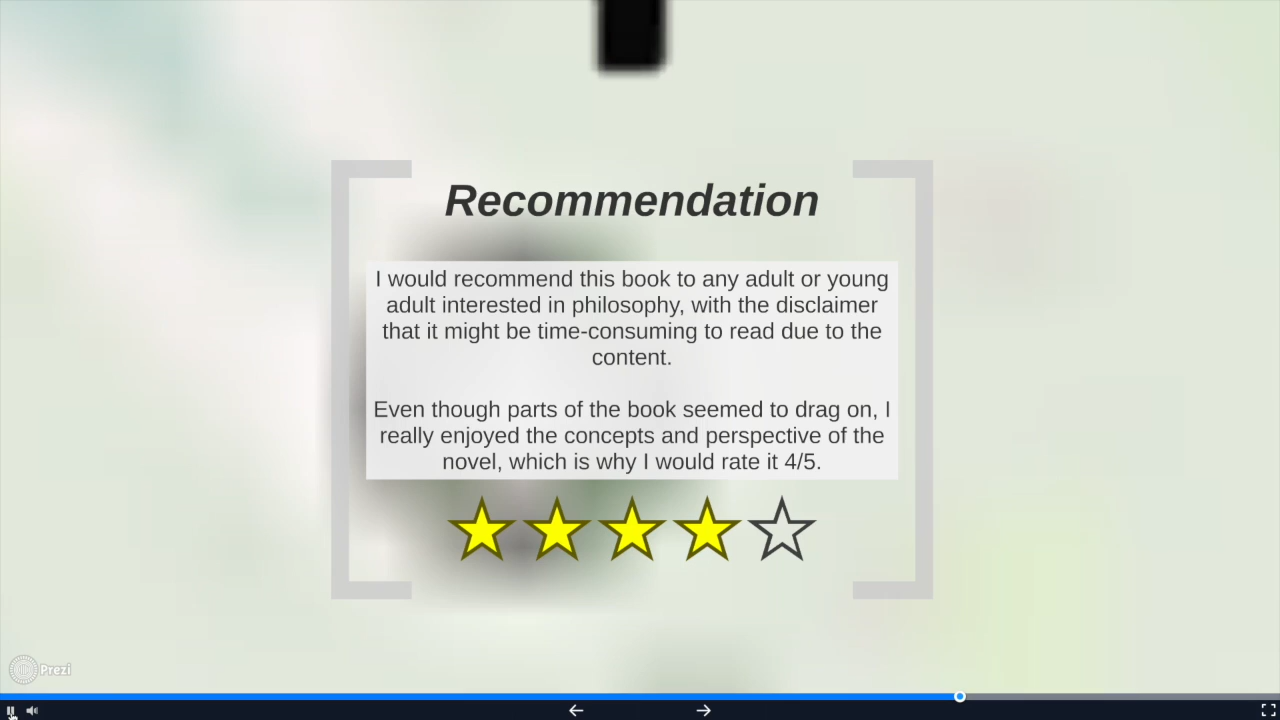 Recommendation
I would recommend this book to any adult or young
adult interested in philosophy, with the disclaimer
that it might be time-consuming to read due to the
content.
Even though parts of the book seemed to drag on, I
really enjoyed the concepts and perspective of the
novel, which is why I would rate it 4/5.
Prezi